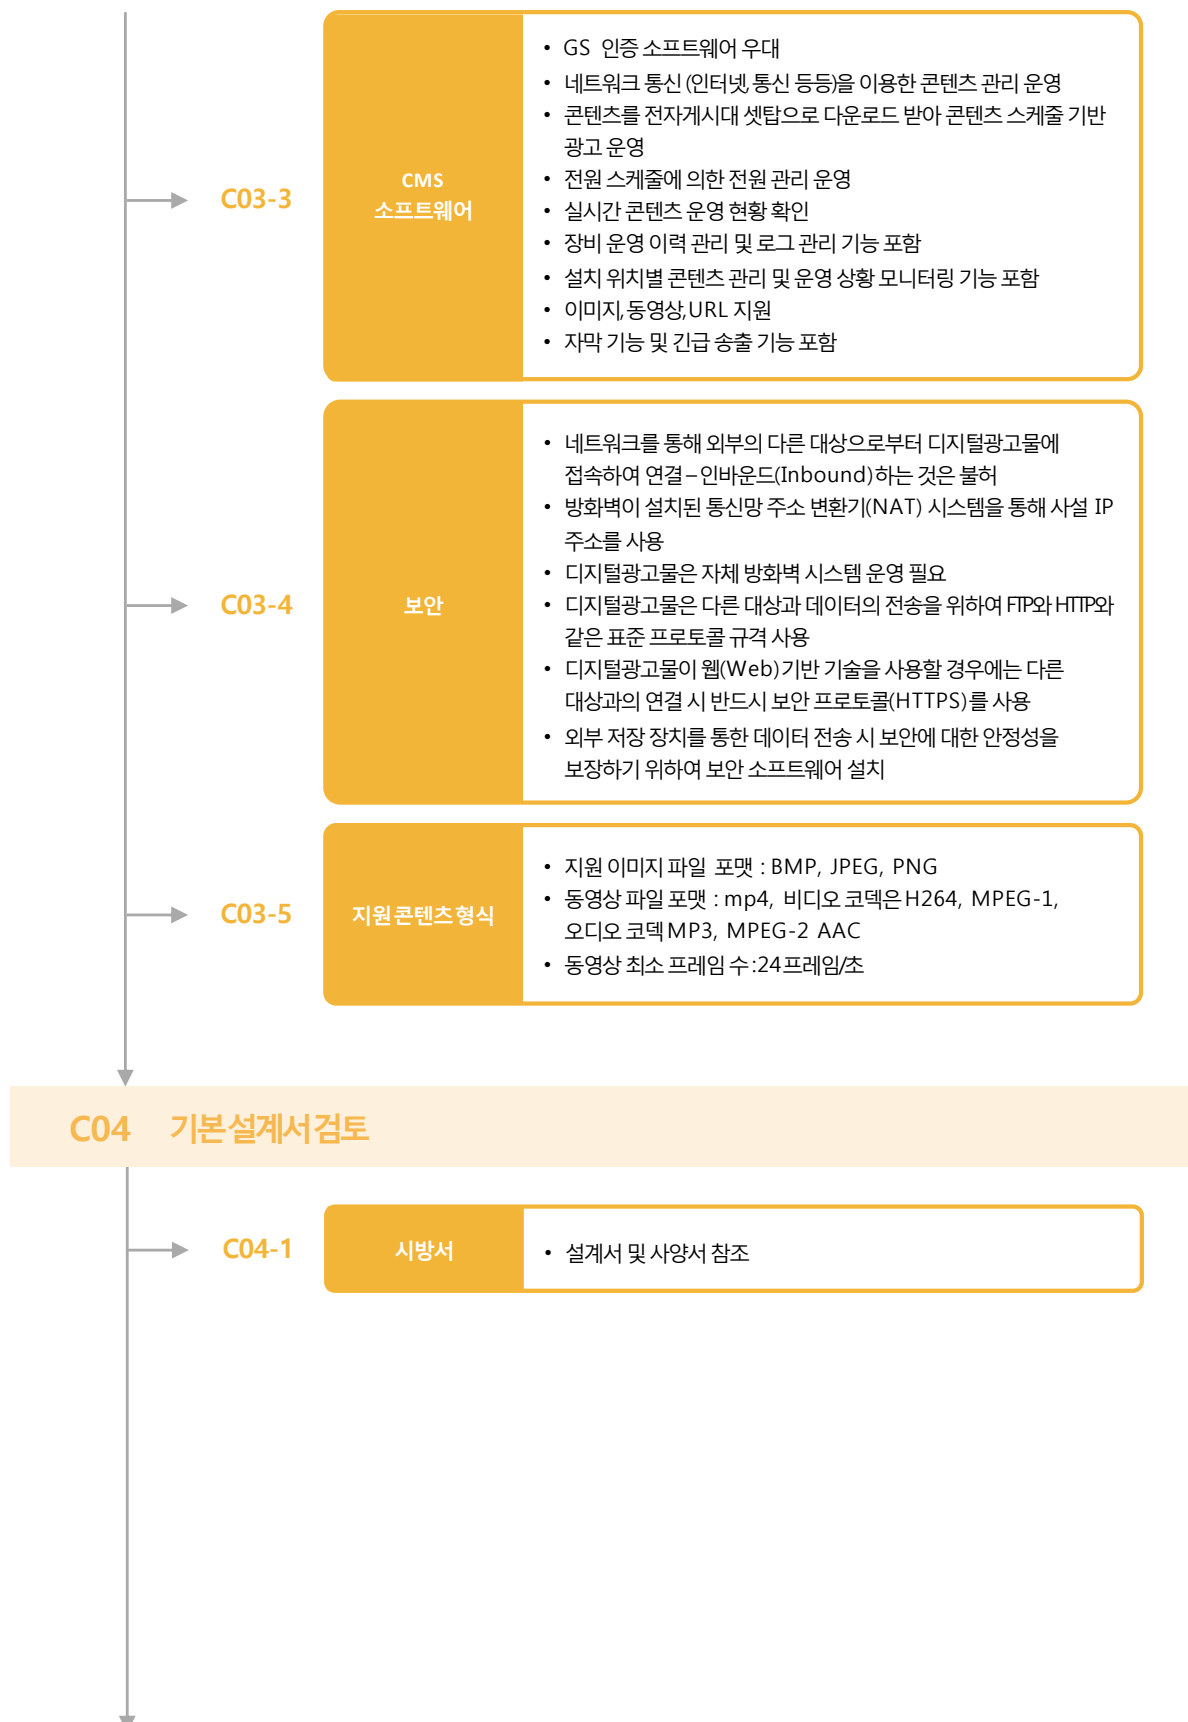 C03-3
CMS
소프트웨어
• GS 인증 소프트웨어 우대
• 네트워크 통신 (인터넷, 통신 등등)을 이용한 콘텐츠 관리 운영
• 콘텐츠를 전자게시대 셋탑으로 다운로드 받아 콘텐츠 스케줄 기반
광고 운영
• 전원 스케줄에 의한 전원 관리 운영
• 실시간 콘텐츠 운영 현황 확인
• 장비 운영 이력 관리 및 로그 관리 기능 포함
• 설치 위치별 콘텐츠 관리 및 운영 상황 모니터링 기능 포함
• 이미지, 동영상, URL 지원
• 자막 기능 및 긴급 송출 기능 포함
C03-4
보안
• 네트워크를 통해 외부의 다른 대상으로부터 디지털광고물에
접속하여 연결 – 인바운드(Inbound)하는 것은 불허
• 방화벽이 설치된 통신망 주소 변환기(NAT) 시스템을 통해 사설 IP
주소를 사용
• 디지털광고물은 자체 방화벽 시스템 운영 필요
• 디지털광고물은 다른 대상과 데이터의 전송을 위하여 FTP와 HTTP와
같은 표준 프로토콜 규격 사용
• 디지털광고물이 웹(Web)기반 기술을 사용할 경우에는 다른
대상과의 연결 시 반드시 보안 프로토콜(HTTPS)를 사용
• 외부 저장 장치를 통한 데이터 전송 시 보안에 대한 안정성을
보장하기 위하여 보안 소프트웨어 설치
C03-5
지원 콘텐츠 형식
• 지원 이미지 파일 포맷 : BMP, JPEG, PNG
• 동영상 파일 포맷 : mp4, 비디오 코덱은 H264, MPEG-1,
오디오 코덱 MP3, MPEG-2 AAC
• 동영상 최소 프레임 수 : 24프레임/초
C04 기본 설계서 검토
C04-1
시방서
• 설계서 및 사양서 참조